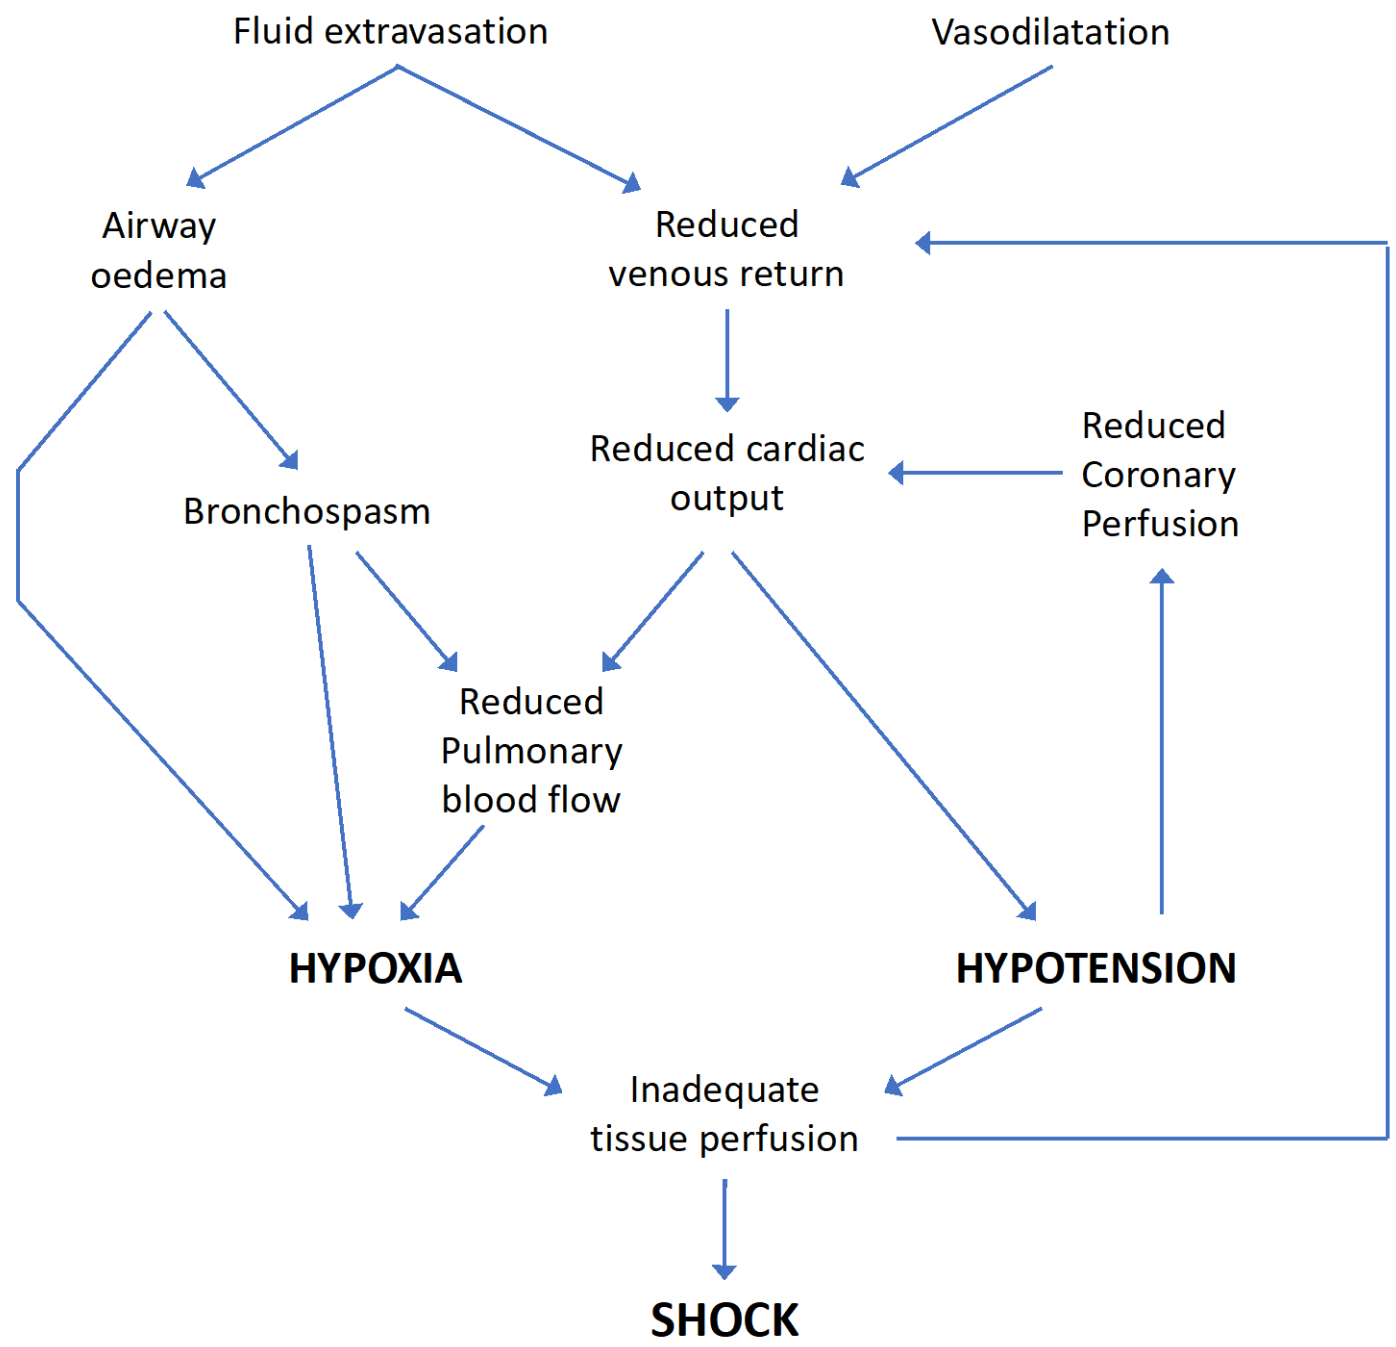 Fluid extravasation
Vasodilatation
Airway
oedema
Reduced
venous return
Reduced cardiac
output
Reduced
Coronary
Perfusion
Bronchospasm
Reduced
Pulmonary
blood flow
HYPOXIA
HYPOTENSION
Inadequate
tissue perfusion
SHOCK